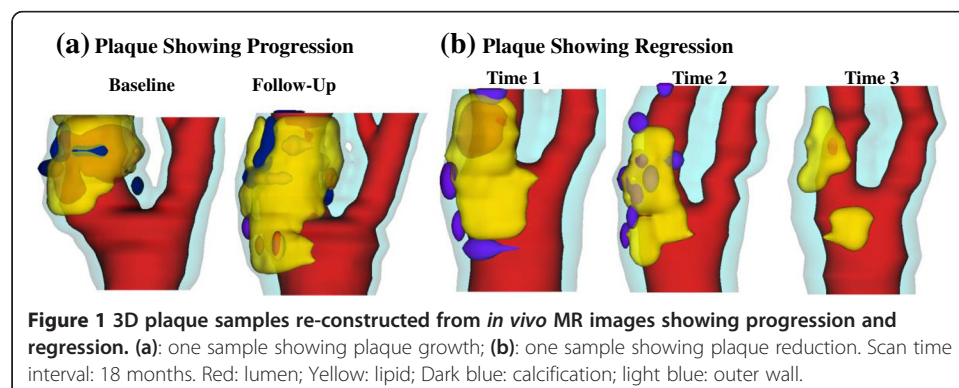 (a) Plaque Showing Progression
(b) Plaque Showing Regression
Baseline
Follow-Up
Time 1
Time 2
Time 3
Figure 1 3D plaque samples re-constructed from in vivo MR images showing progression and
regression. (a): one sample showing plaque growth; (b): one sample showing plaque reduction. Scan time
interval: 18 months. Red: lumen; Yellow: lipid; Dark blue: calcification; light blue: outer wall.